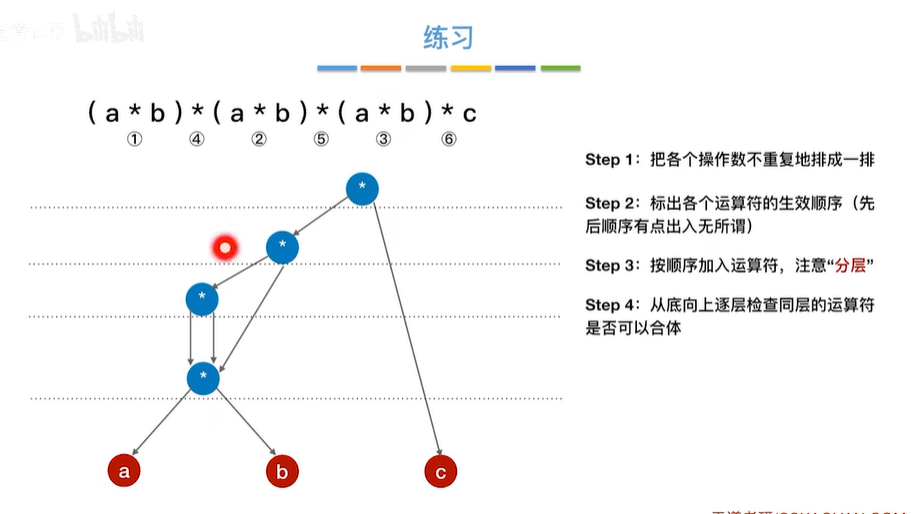 bilibili
练习
(a*b)*(a*b)*(a*b)*c
① ④ ② ⑤ ③ ⑥
Step 1：把各个操作数不重复地排成一排
Step 2：标出各个运算符的生效顺序（先
后顺序有点出入无所谓）
Step 3：按顺序加入运算符，注意“分层”
Step 4：从底向上逐层检查同层的运算符
是否可以合体
*
*
*
*
a b c